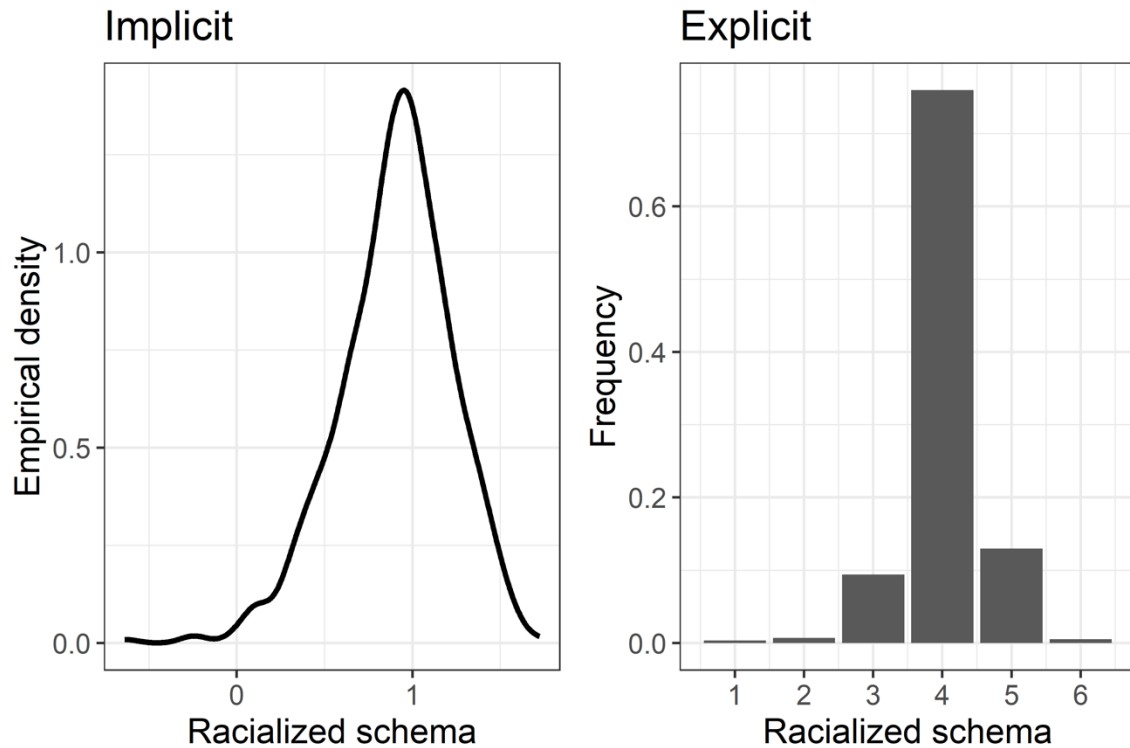 Implicit
Empirical density
1.0
0.5
0.0
0
1
Racialized schema
Explicit
Frequency
0.6
0.4
0.2
0.0
1
2
3
4
5
6
Racialized schema